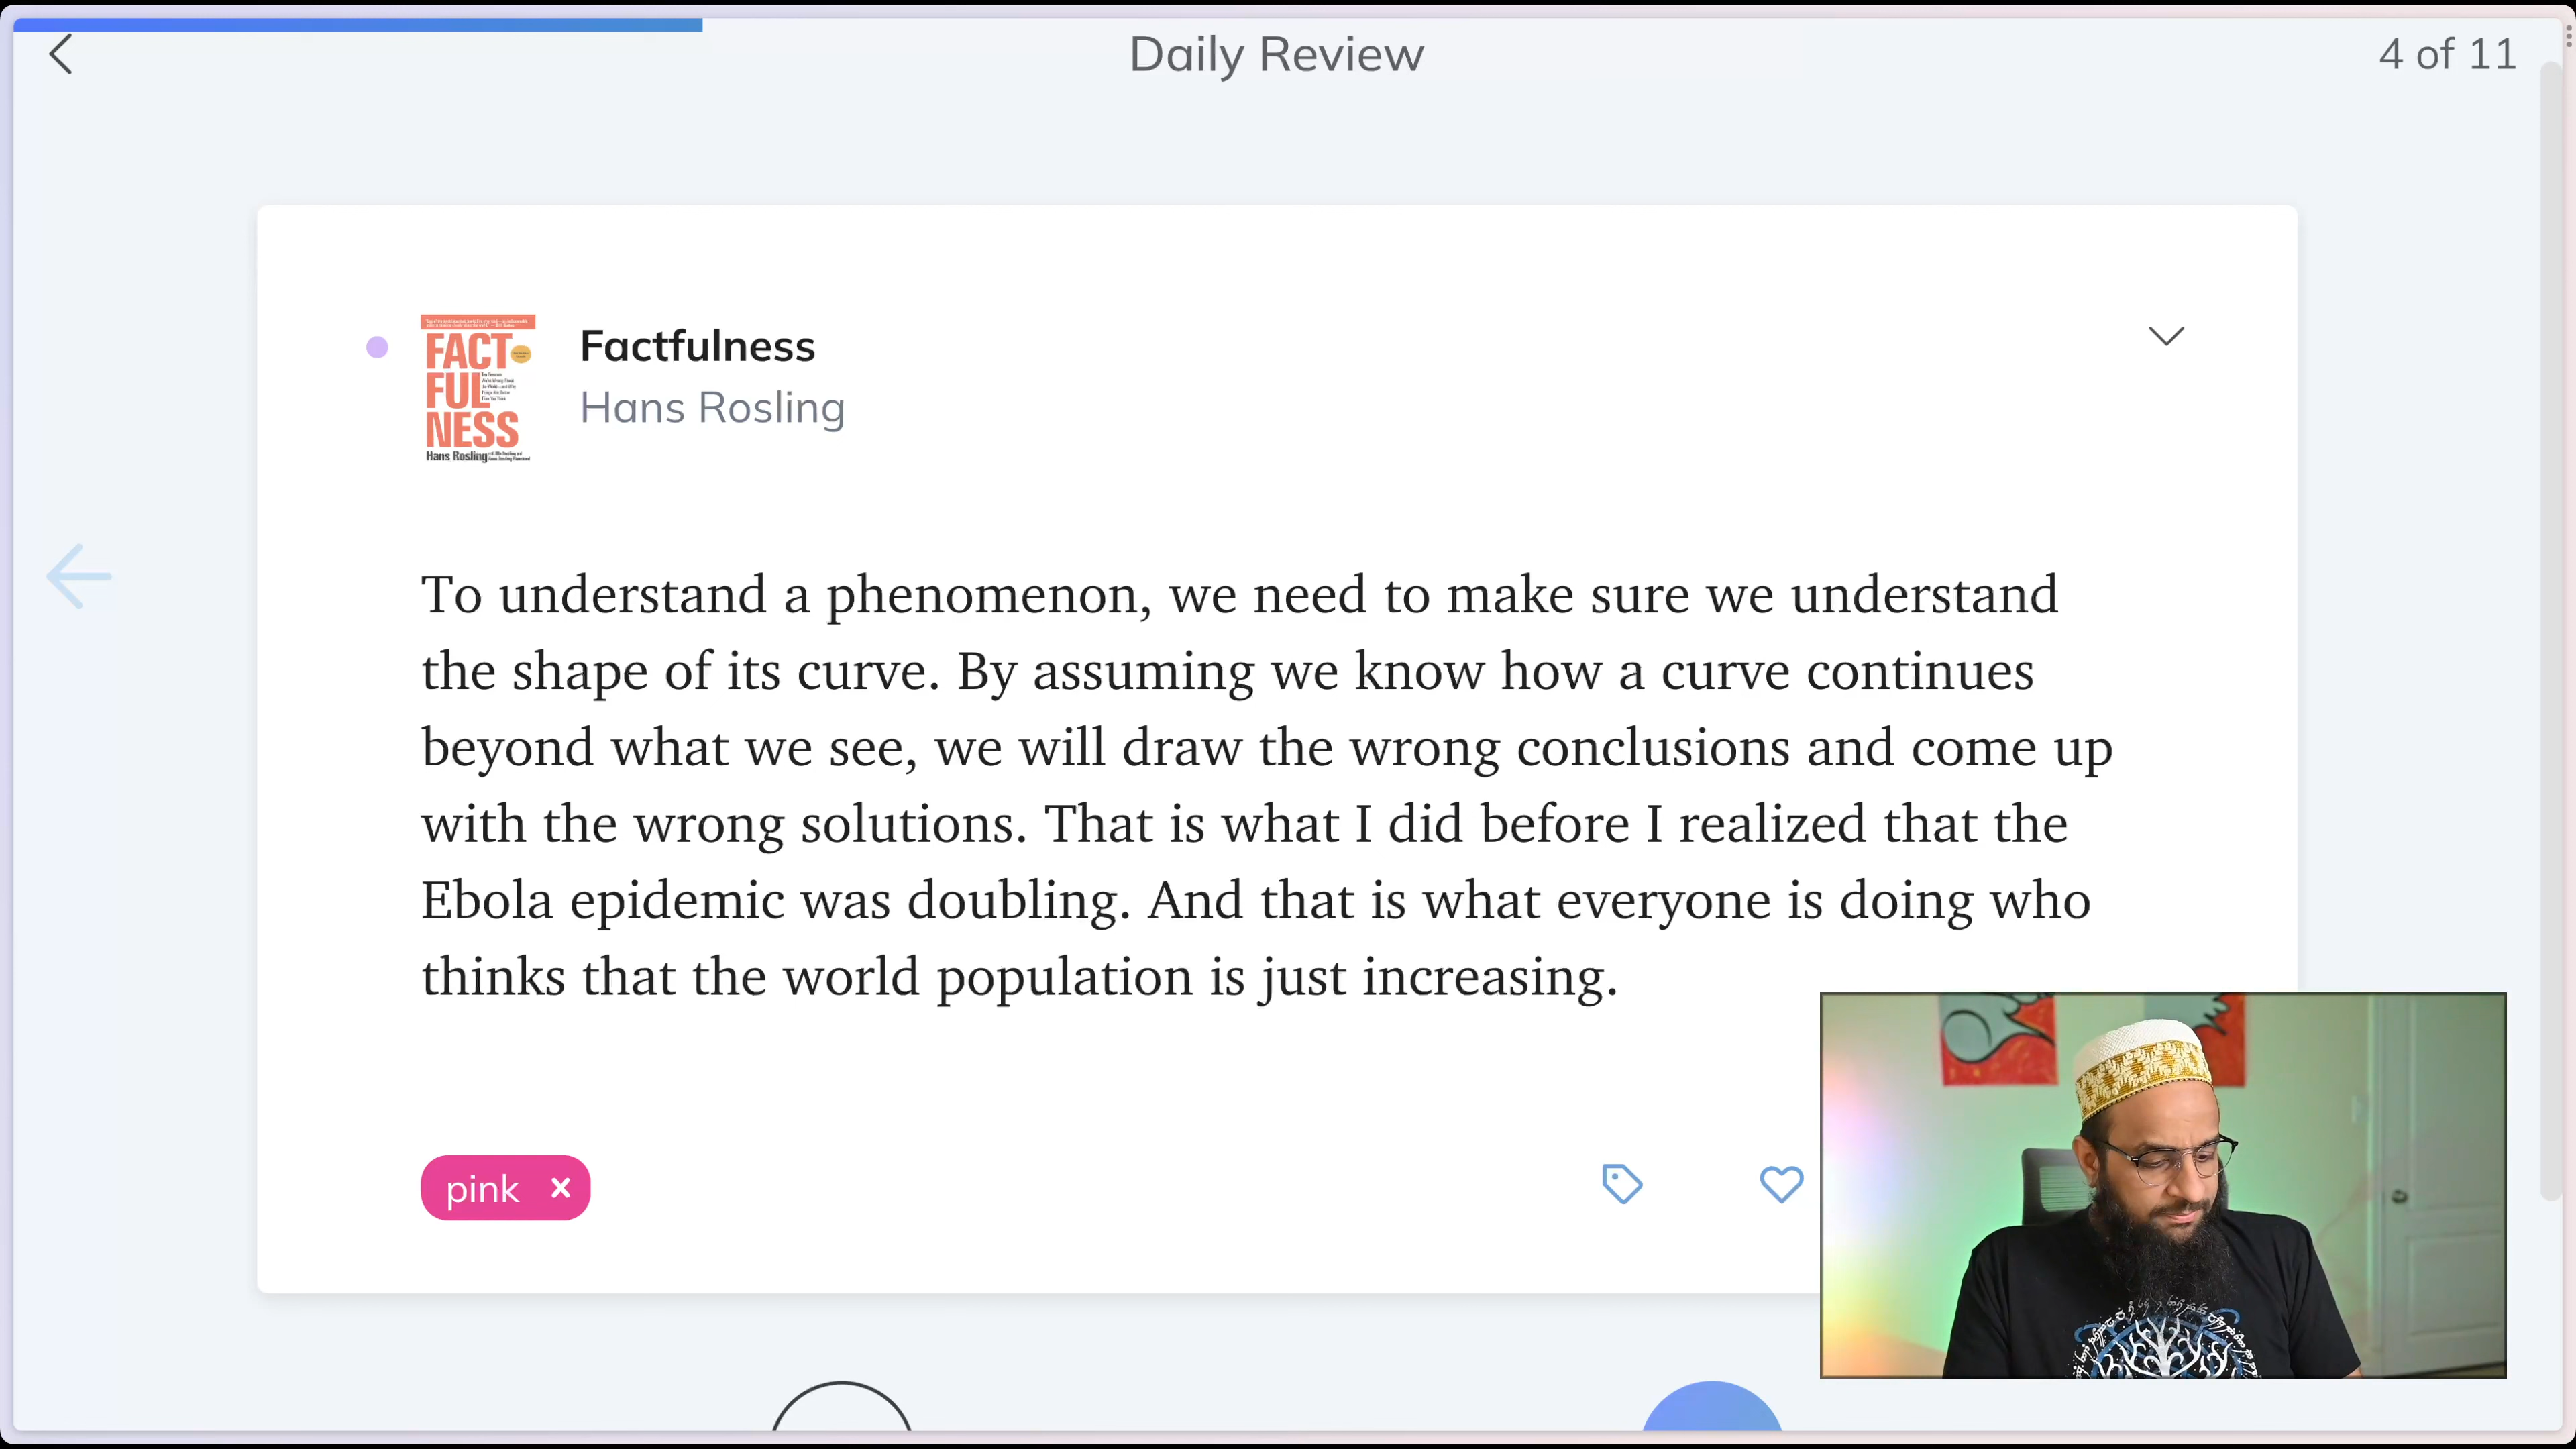 Daily Review
4 of 11
FACT
FUL
NESS
Hans Rosling
Factfulness
Hans Rosling
To understand a phenomenon, we need to make sure we understand
the shape of its curve. By assuming we know how a curve continues
beyond what we see, we will draw the wrong conclusions and come up
with the wrong solutions. That is what I did before I realized that the
Ebola epidemic was doubling. And that is what everyone is doing who
thinks that the world population is just increasing.
pink x